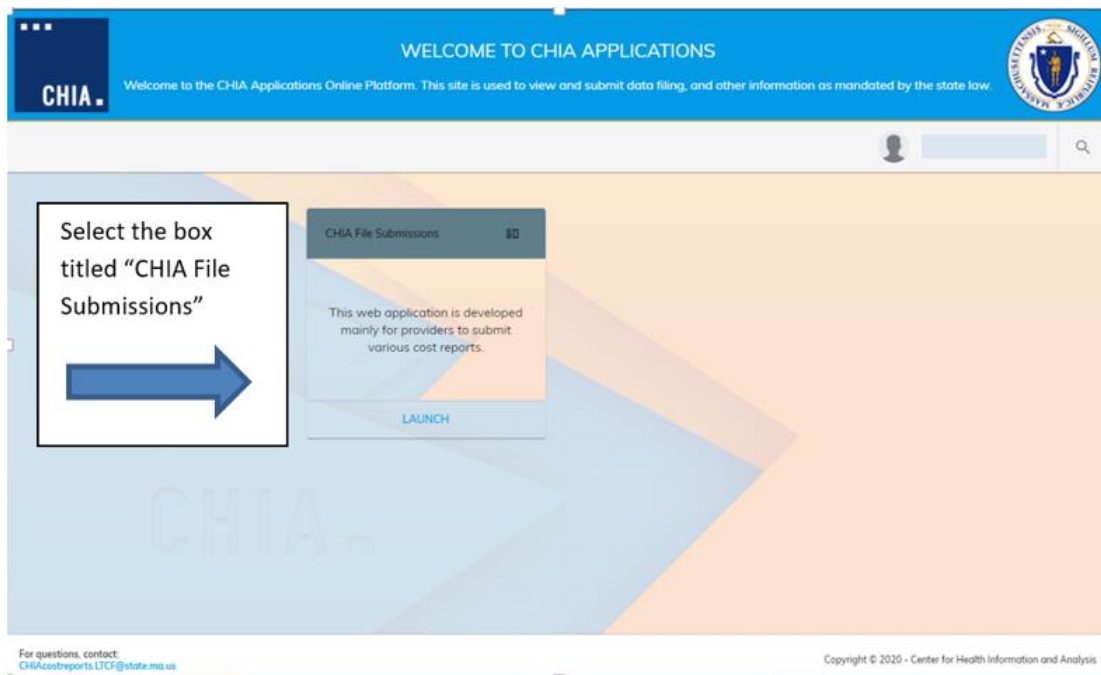 WELCOME TO CHIA APPLICATIONS
CHIA.
Welcome to the CHIA Applications Online Platform. This site is used to view and submit data filing, and other information as mandated by the state law.
Select the box
titled “CHIA File
Submissions”
CHIA File Submissions
This web application is developed
mainly for providers to submit
various cost reports.
LAUNCH
CHIA.
For questions, contact:
CHIAcostreports.LTCF@state.ma.us
Copyright © 2020 - Center for Health Information and Analysis